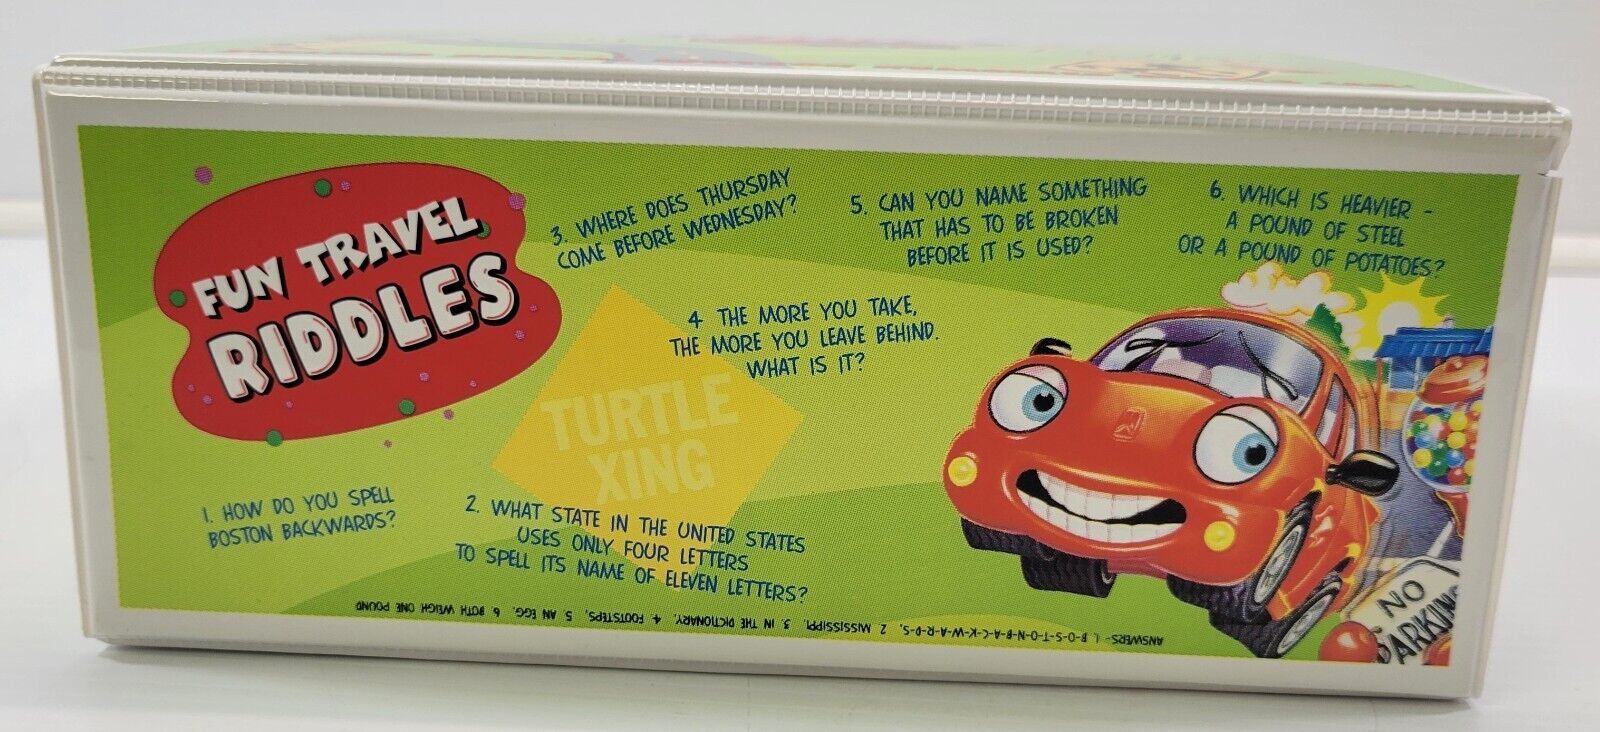 FUN TRAVEL
RIDDLES
1. HOW DO YOU SPELL
BOSTON BACKWARDS?
2. WHAT STATE IN THE UNITED STATES
USES ONLY FOUR LETTERS
TO SPELL ITS NAME OF ELEVEN LETTERS?
3. WHERE DOES THURSDAY
COME BEFORE WEDNESDAY?
4 THE MORE YOU TAKE,
THE MORE YOU LEAVE BEHIND.
WHAT IS IT?
5. CAN YOU NAME SOMETHING
THAT HAS TO BE BROKEN
BEFORE IT IS USED?
6. WHICH IS HEAVIER -
A POUND OF STEEL
OR A POUND OF POTATOES?
TURTLE
XING
NO
PARKING
ANSWERS- 1. B-O-S-T-O-N-B-A-C-K-W-A-R-D-S, 2. MISSISSIPPI, 3. IN THE DICTIONARY, 4. FOOTSTEPS, 5. AN EGG, 6. BOTH WEIGH ONE POUND